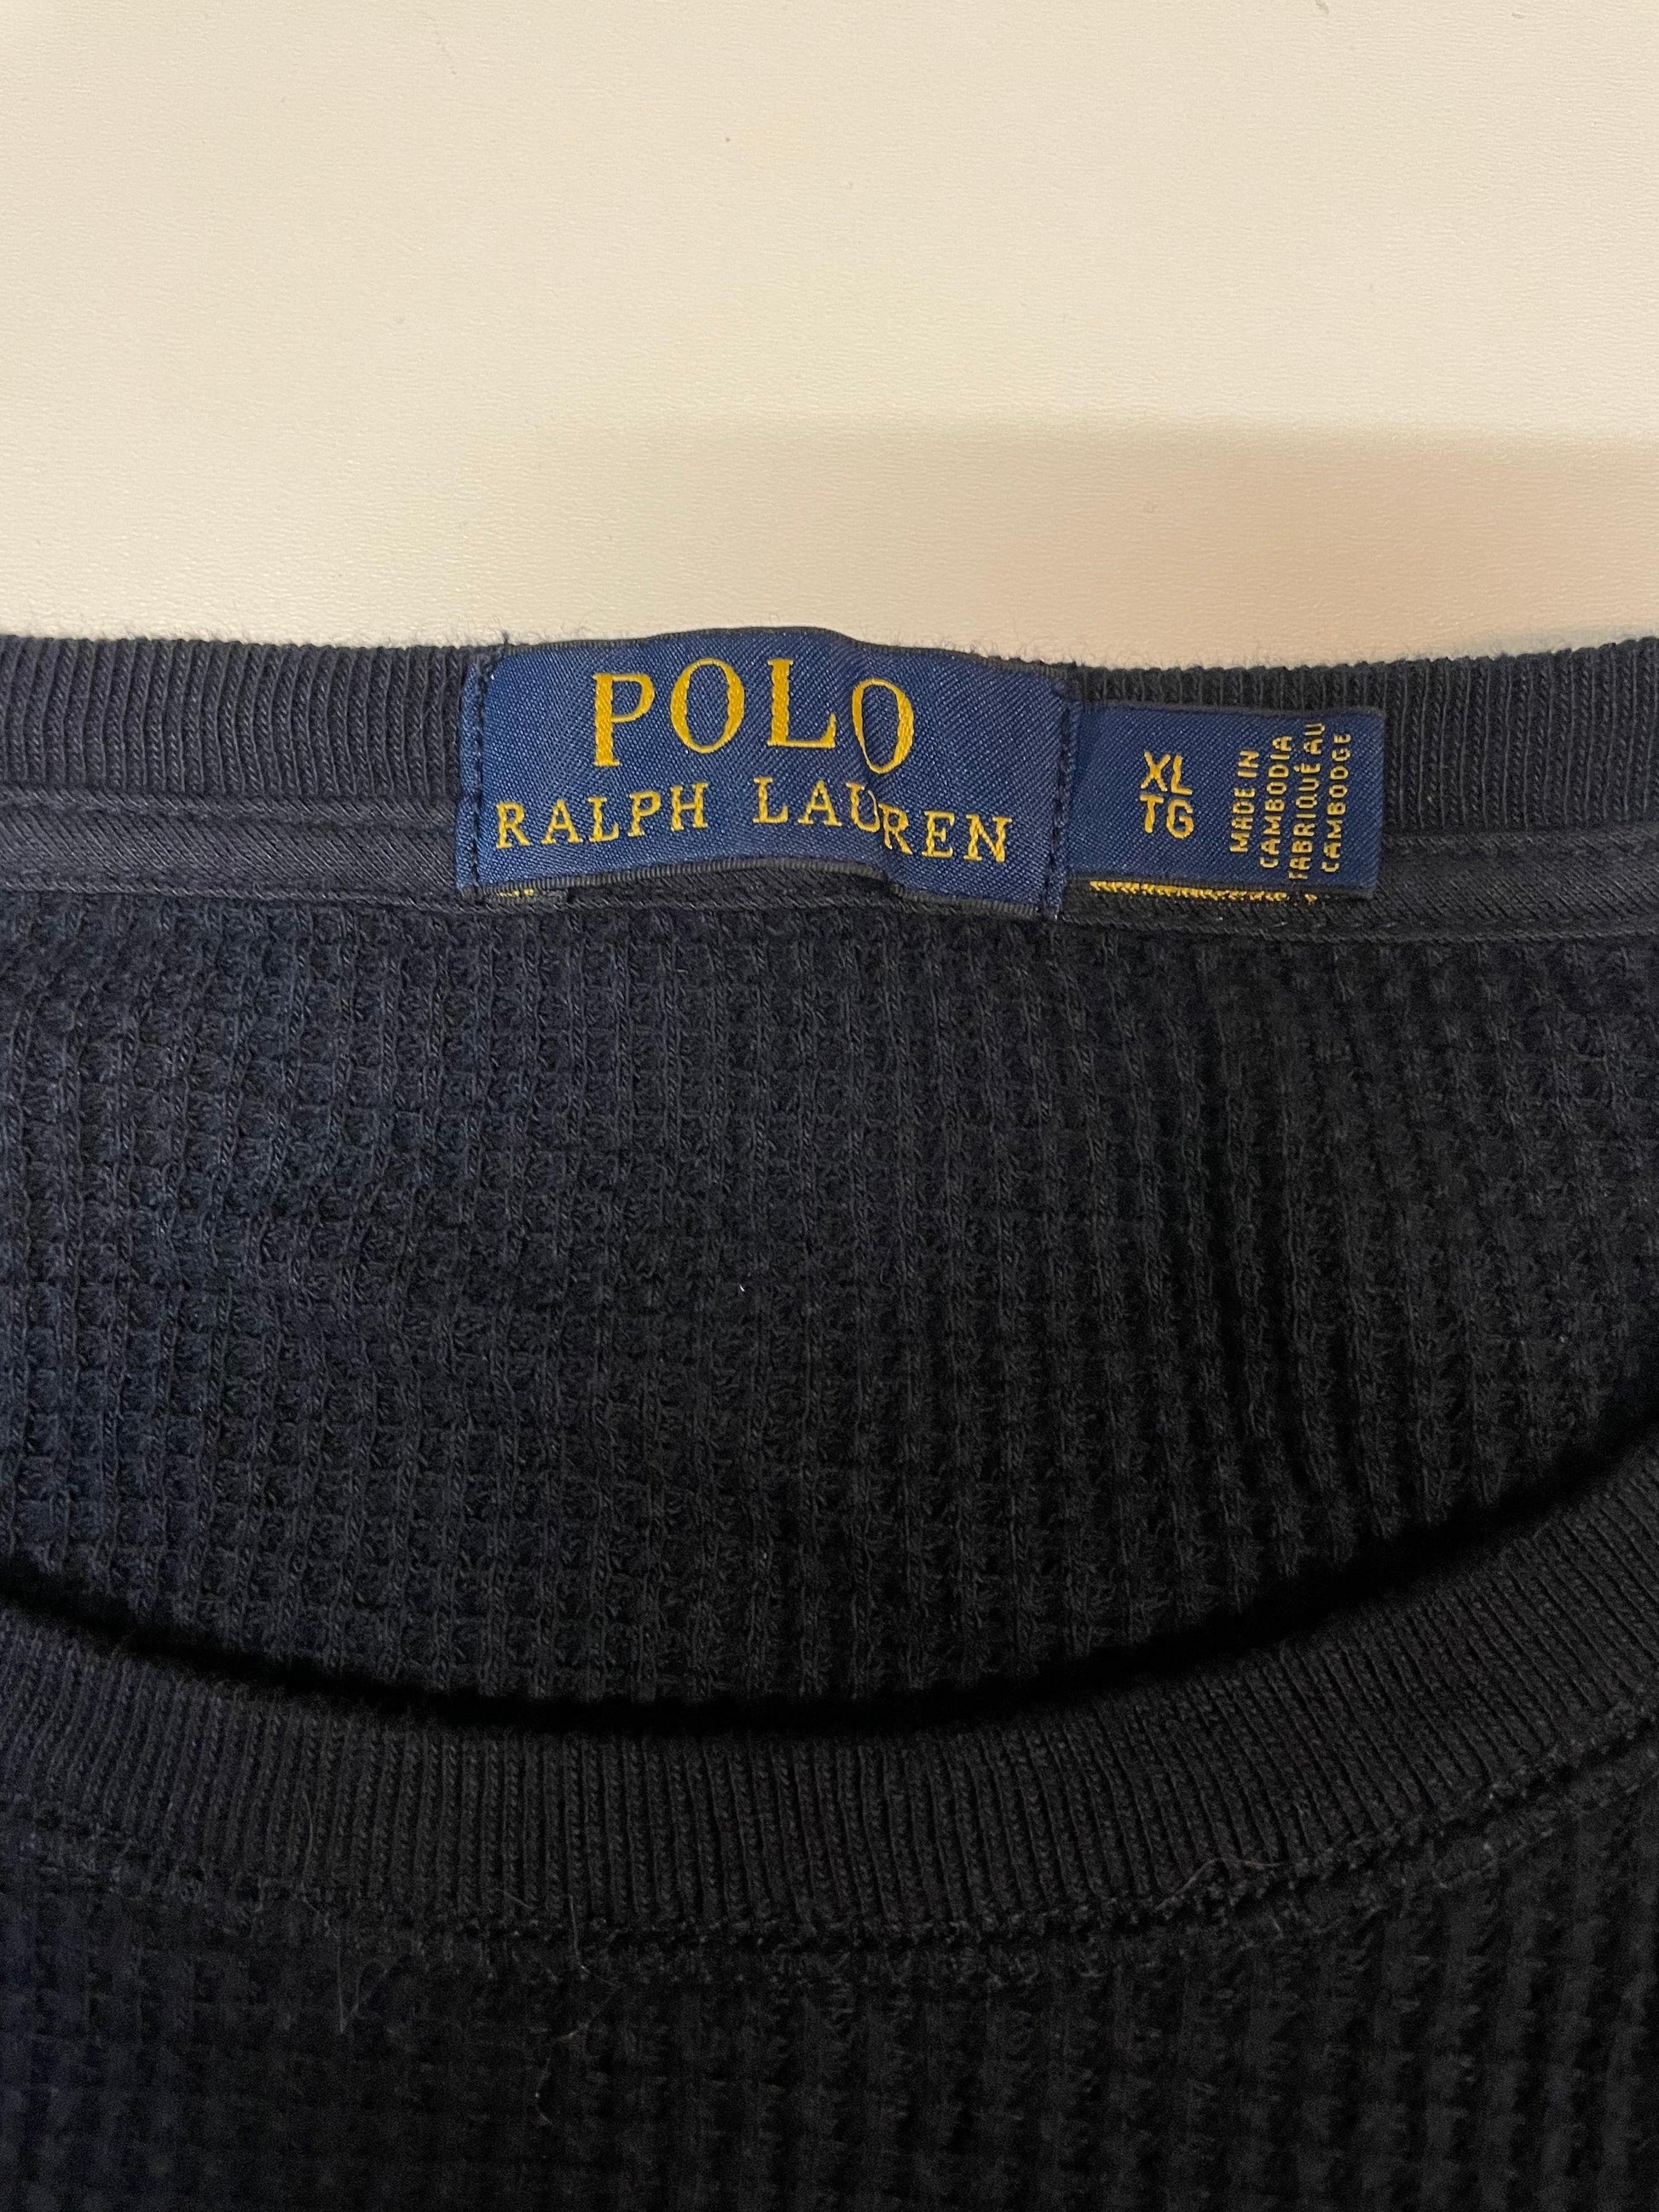 POLO
RALPH LAUREN
XL
TG
MADE IN
CAMBODIA
FABRIQUÉ AU
CAMBODGE